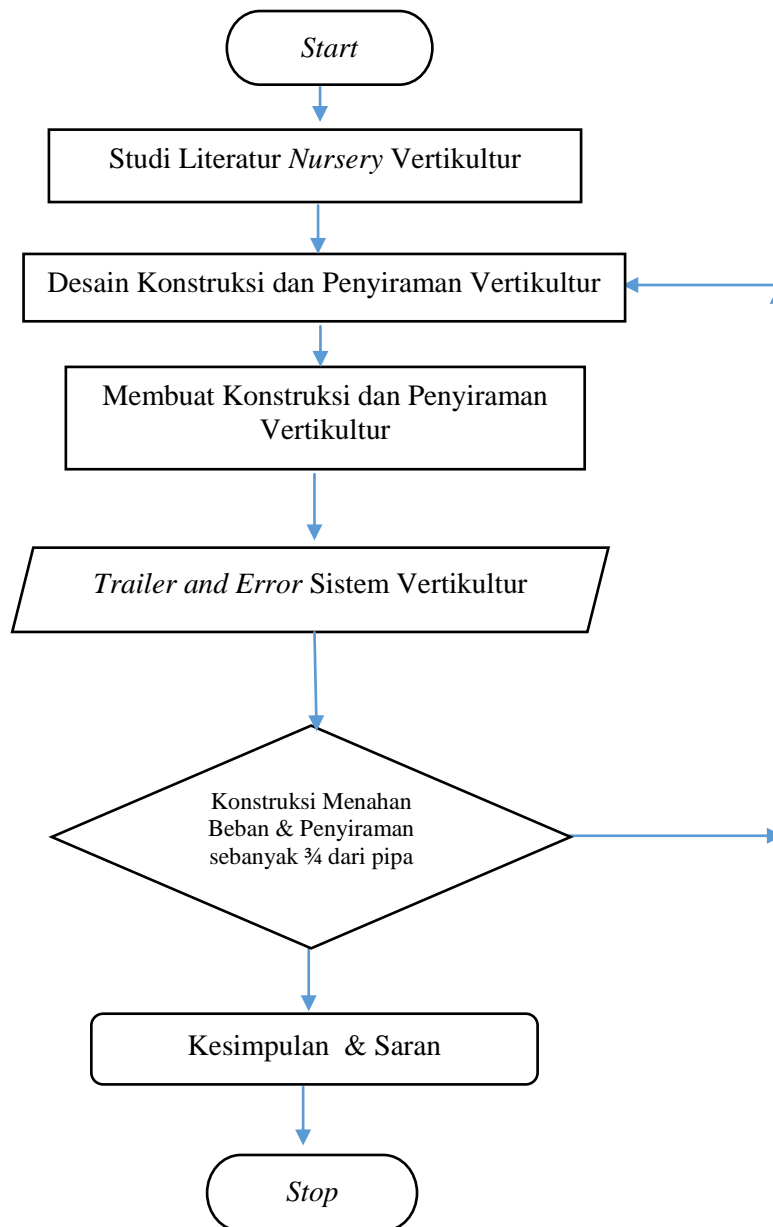 Start
Studi Literatur Nursery Vertikultur
Desain Konstruksi dan Penyiraman Vertikultur
Membuat Konstruksi dan Penyiraman
Vertikultur
Trailer and Error Sistem Vertikultur
Konstruksi Menahan
Beban & Penyiraman
sebanyak ¾ dari pipa
Kesimpulan & Saran
Stop